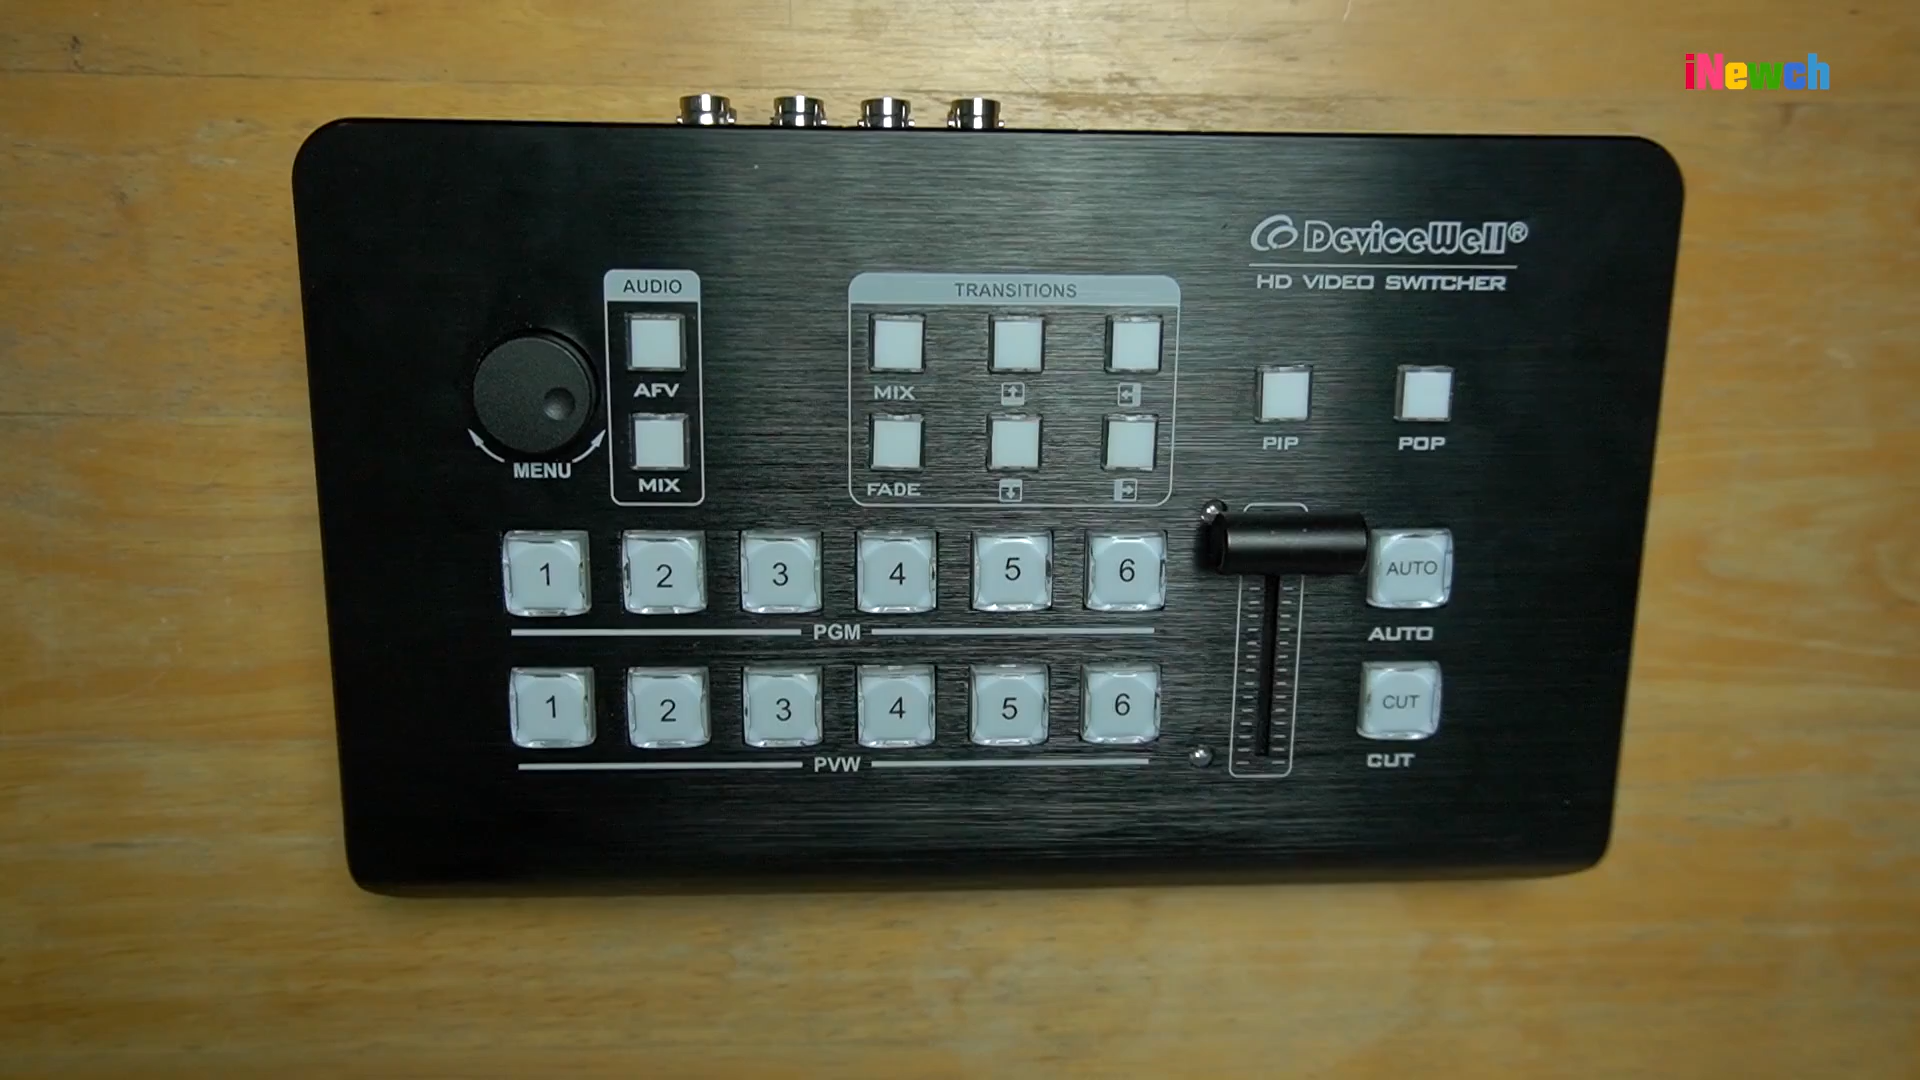 iNewch
DeviceWell®
HD VIDEO SWITCHER
AUDIO
AFV
MIX
MENU
TRANSITIONS
MIX
FADE
PIP
POP
1 2 3 4 5 6
PGM
1 2 3 4 5 6
PVW
AUTO
AUTO
CUT
CUT